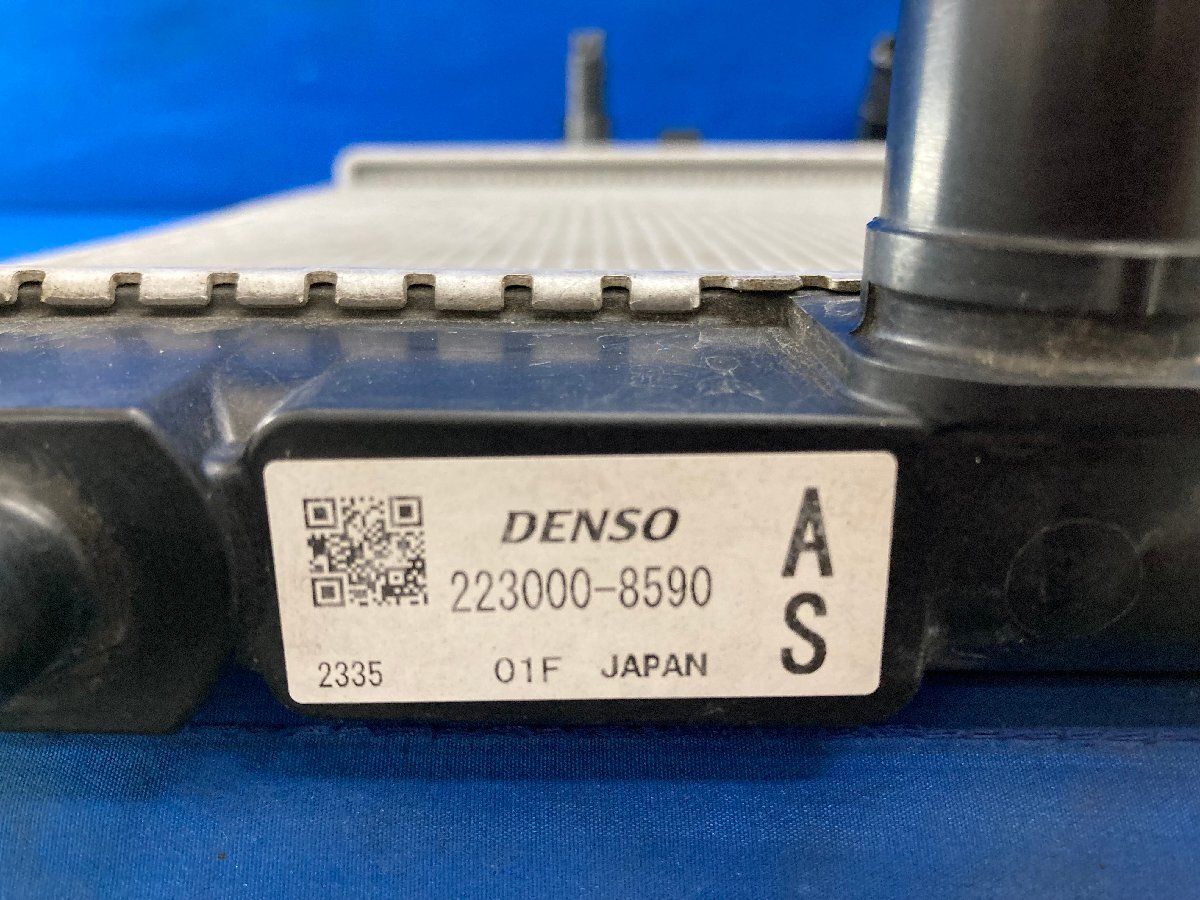 DENSO
223000-8590
2335 01F JAPAN
A
S